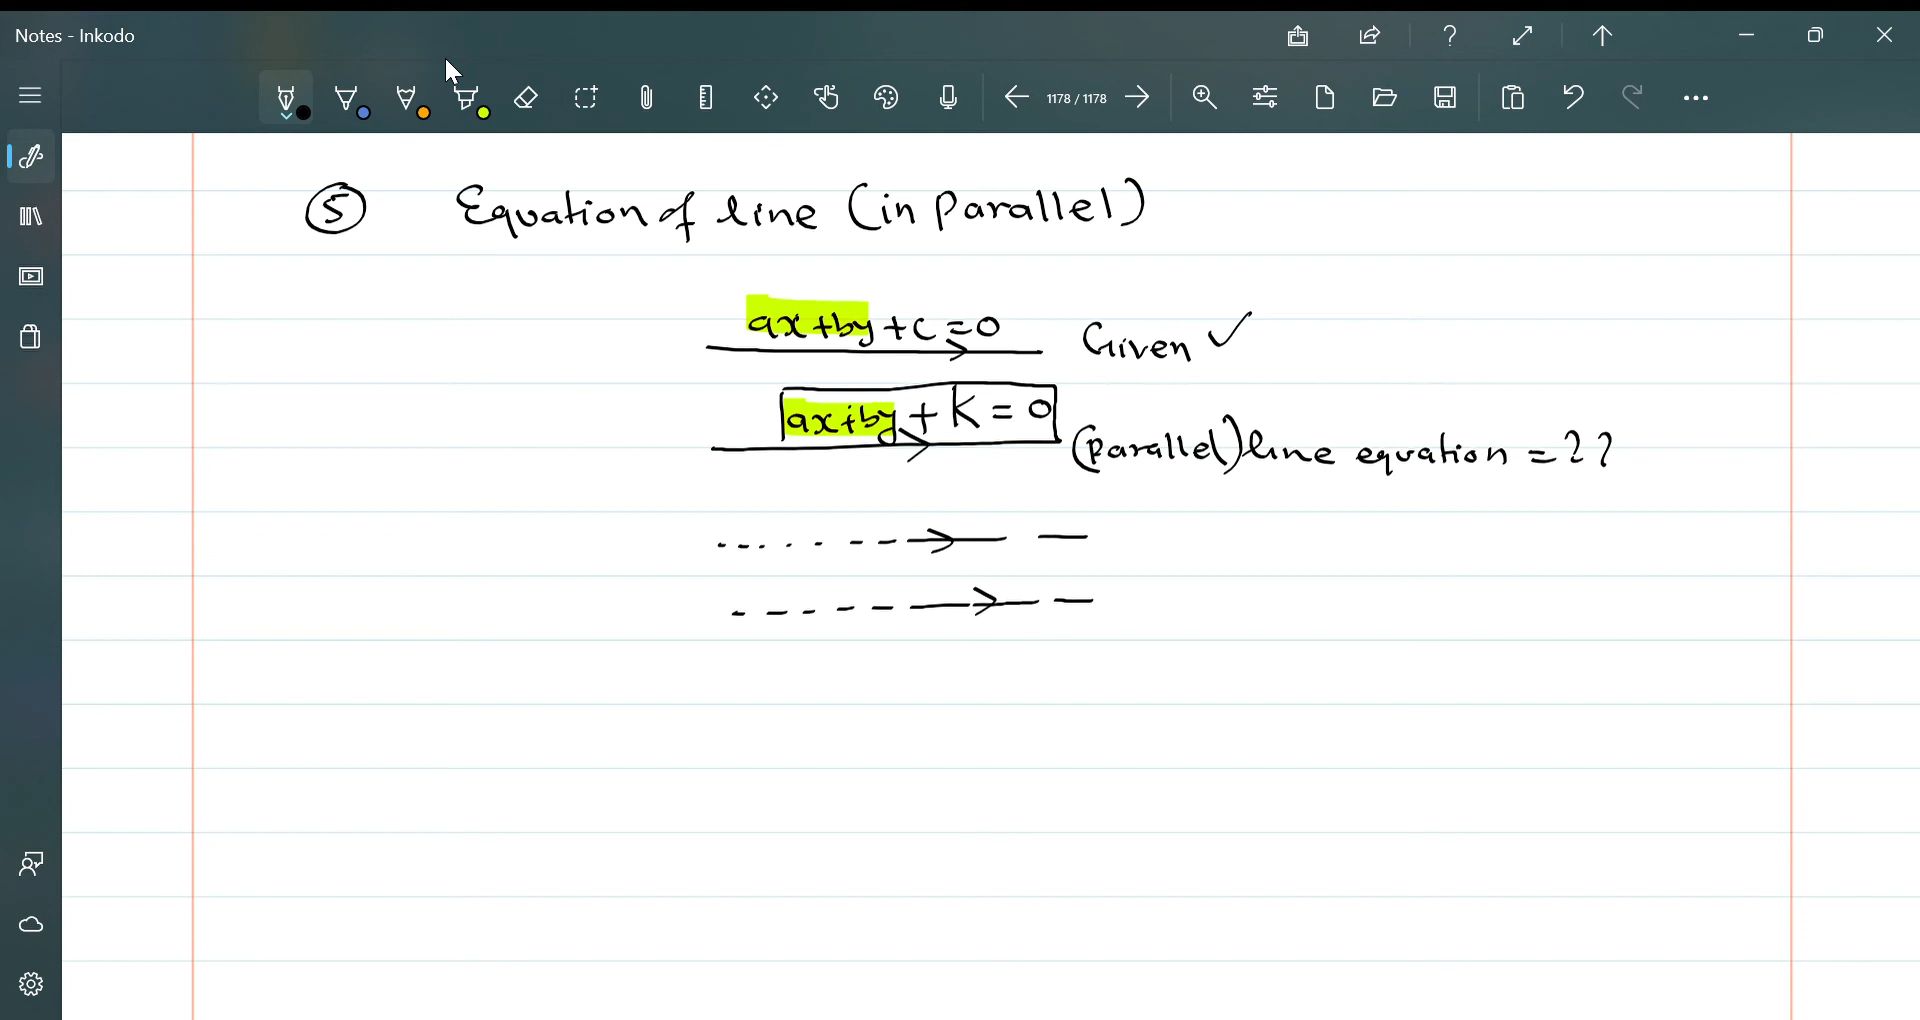 Notes - Inkodo
1178 / 1178
5 Equation of line (in parallel)
ax+by+c=0 Given ✓
ax+by+K=0
(parallel) line equation = ??